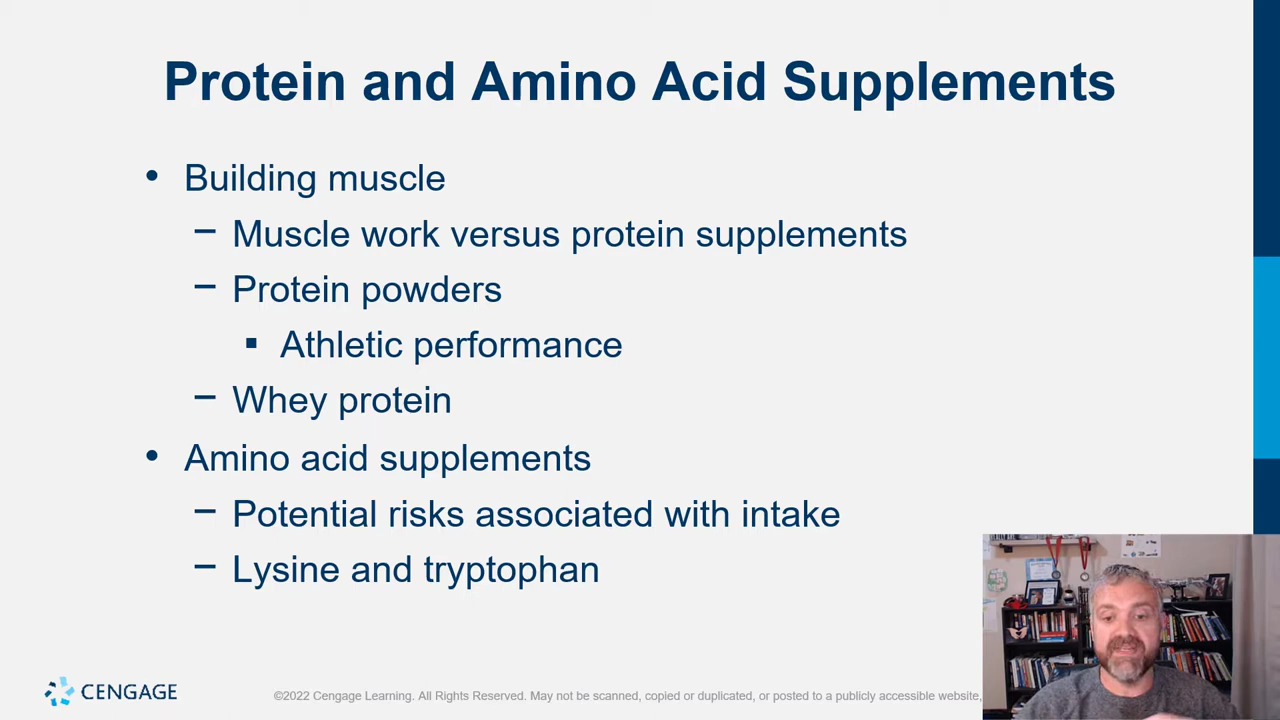 Protein and Amino Acid Supplements
• Building muscle
– Muscle work versus protein supplements
– Protein powders
▪ Athletic performance
– Whey protein
• Amino acid supplements
– Potential risks associated with intake
– Lysine and tryptophan
CENGAGE
©2022 Cengage Learning. All Rights Reserved. May not be scanned, copied or duplicated, or posted to a publicly accessible website,